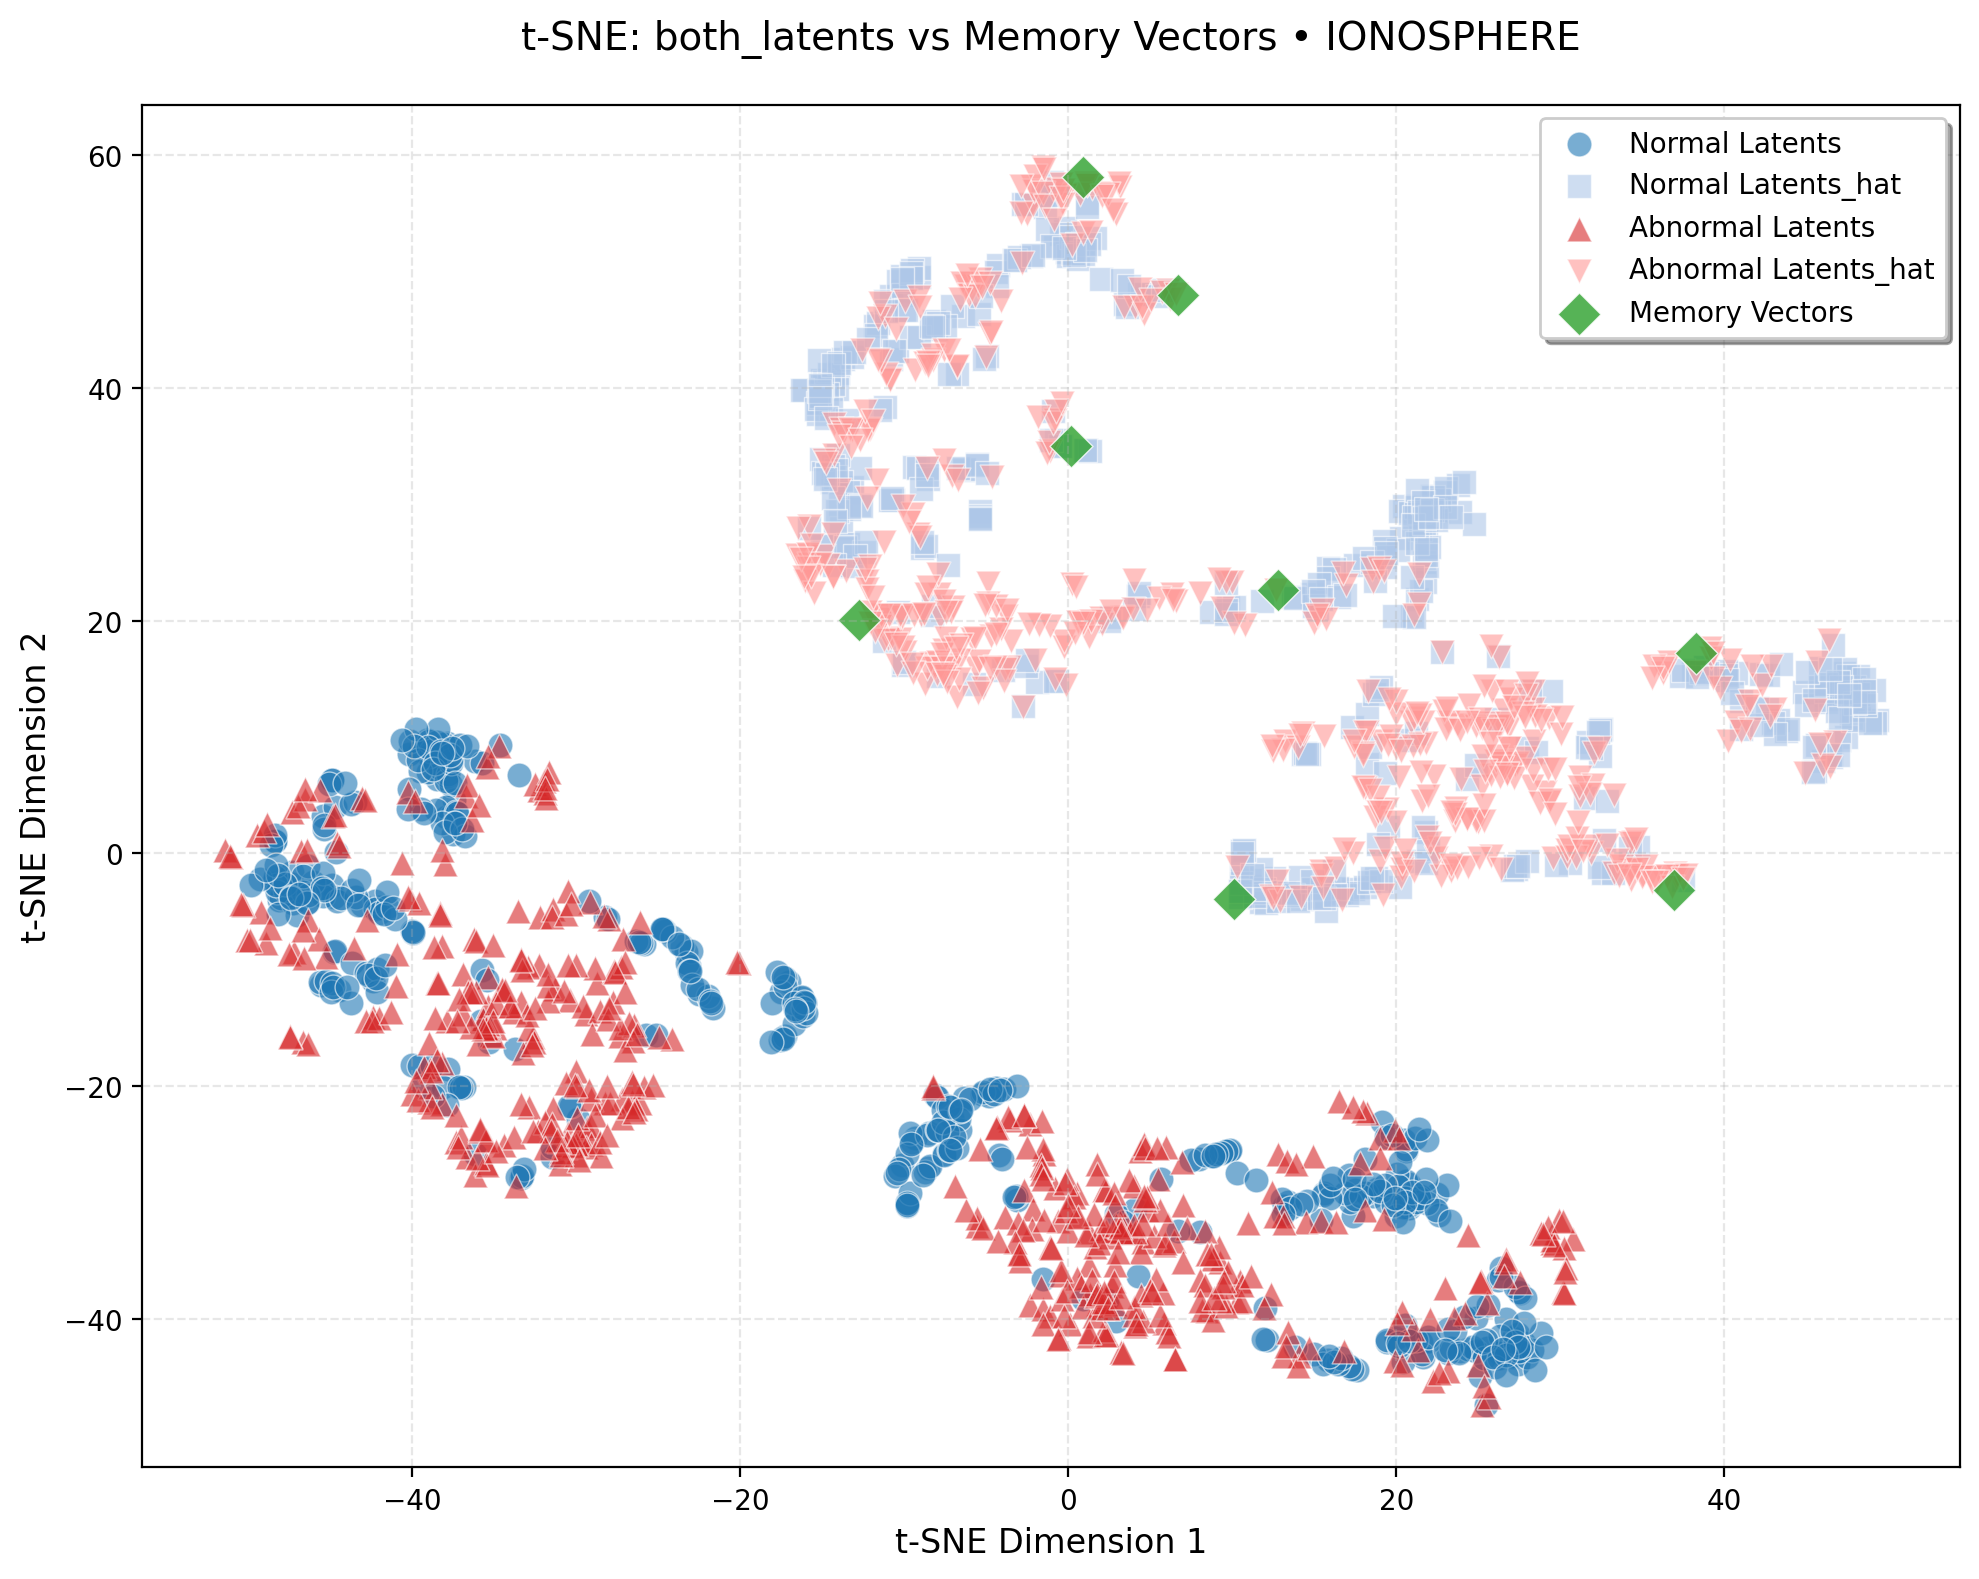 t-SNE: both_latents vs Memory Vectors • IONOSPHERE
Normal Latents
Normal Latents_hat
Abnormal Latents
Abnormal Latents_hat
Memory Vectors
t-SNE Dimension 2
60
40
20
0
−20
−40
−40
−20
0
20
40
t-SNE Dimension 1